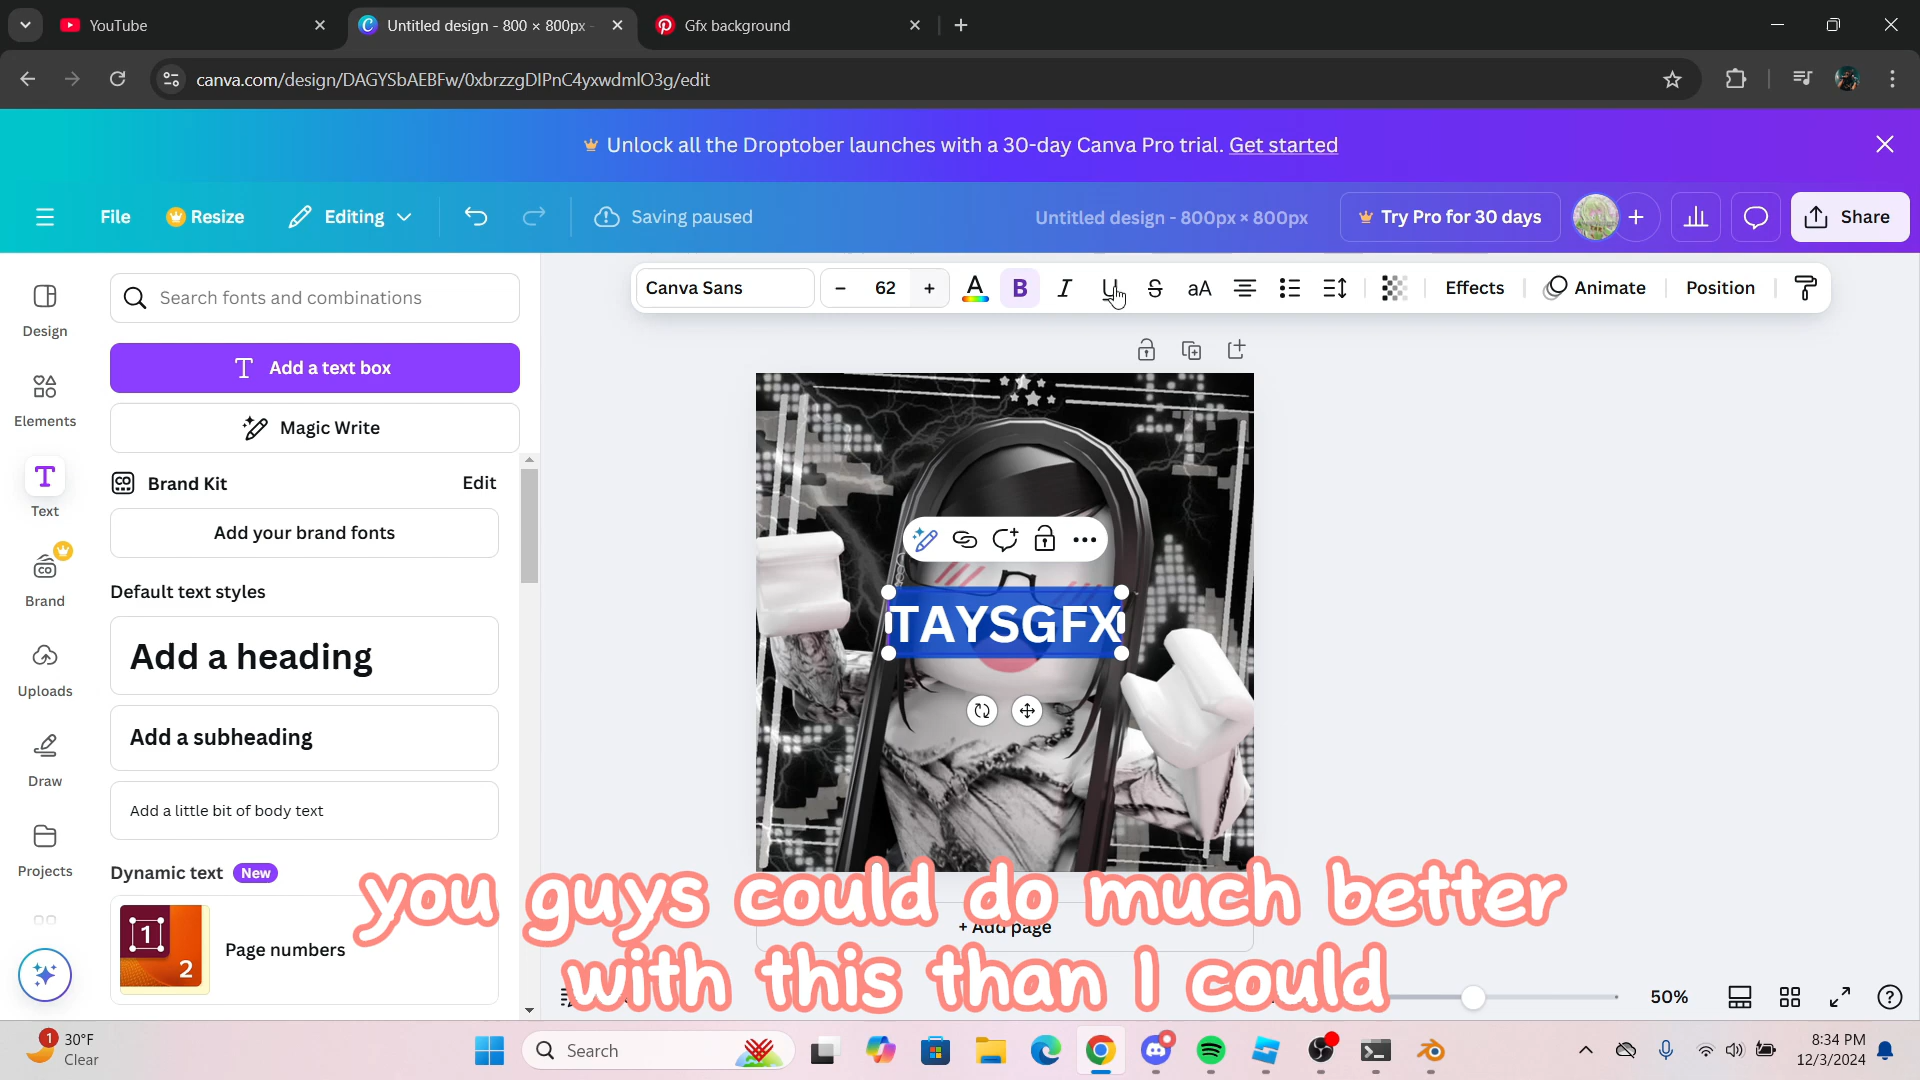 YouTube
Untitled design - 800 × 800px -
Gfx background
canva.com/design/DAGYSbAEBFw/0xbrzzgDIPnC4yxwdmlO3g/edit
Unlock all the Droptober launches with a 30-day Canva Pro trial. Get started
File
Resize
Editing
Saving paused
Untitled design - 800px × 800px
Try Pro for 30 days
Share
Search fonts and combinations
Canva Sans
– 62 +
A B I U S aA
Effects
Animate
Position
Design
Elements
Text
Brand
Uploads
Draw
Projects
Add a text box
Magic Write
Brand Kit
Edit
Add your brand fonts
Default text styles
Add a heading
Add a subheading
Add a little bit of body text
Dynamic text New
1
2
Page numbers
TAYSGFX
+ Add page
you guys could do much better
with this than I could
50%
1
30°F
Clear
Search
8:34 PM
12/3/2024